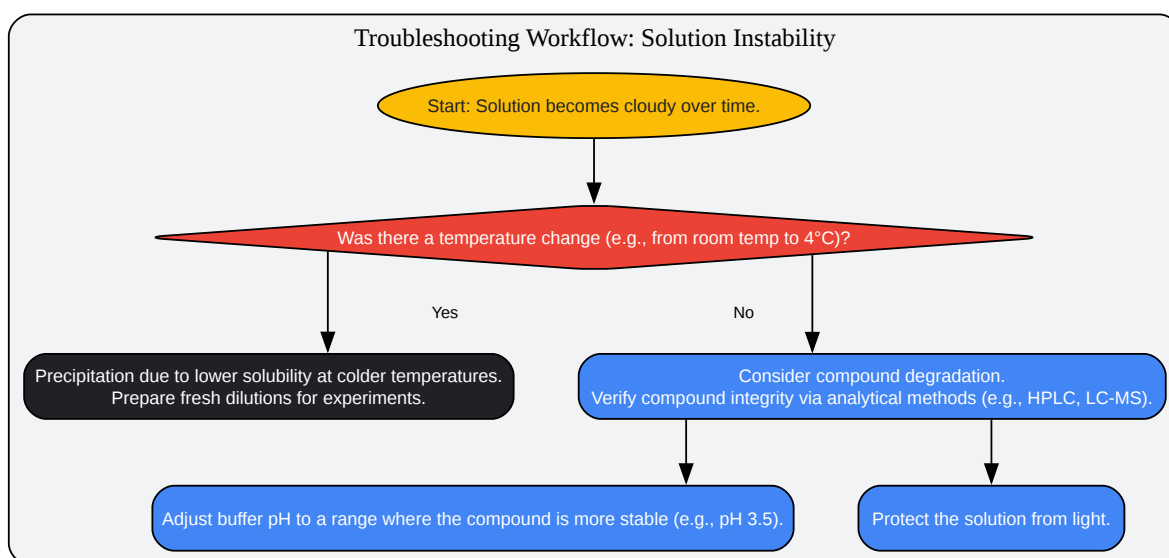 Troubleshooting Workflow: Solution Instability
Start: Solution becomes cloudy over time.
Was there a temperature change (e.g., from room temp to 4°C)?
Yes
No
Precipitation due to lower solubility at colder temperatures.
Prepare fresh dilutions for experiments.
Consider compound degradation.
Verify compound integrity via analytical methods (e.g., HPLC, LC-MS).
Adjust buffer pH to a range where the compound is more stable (e.g., pH 3.5).
Protect the solution from light.